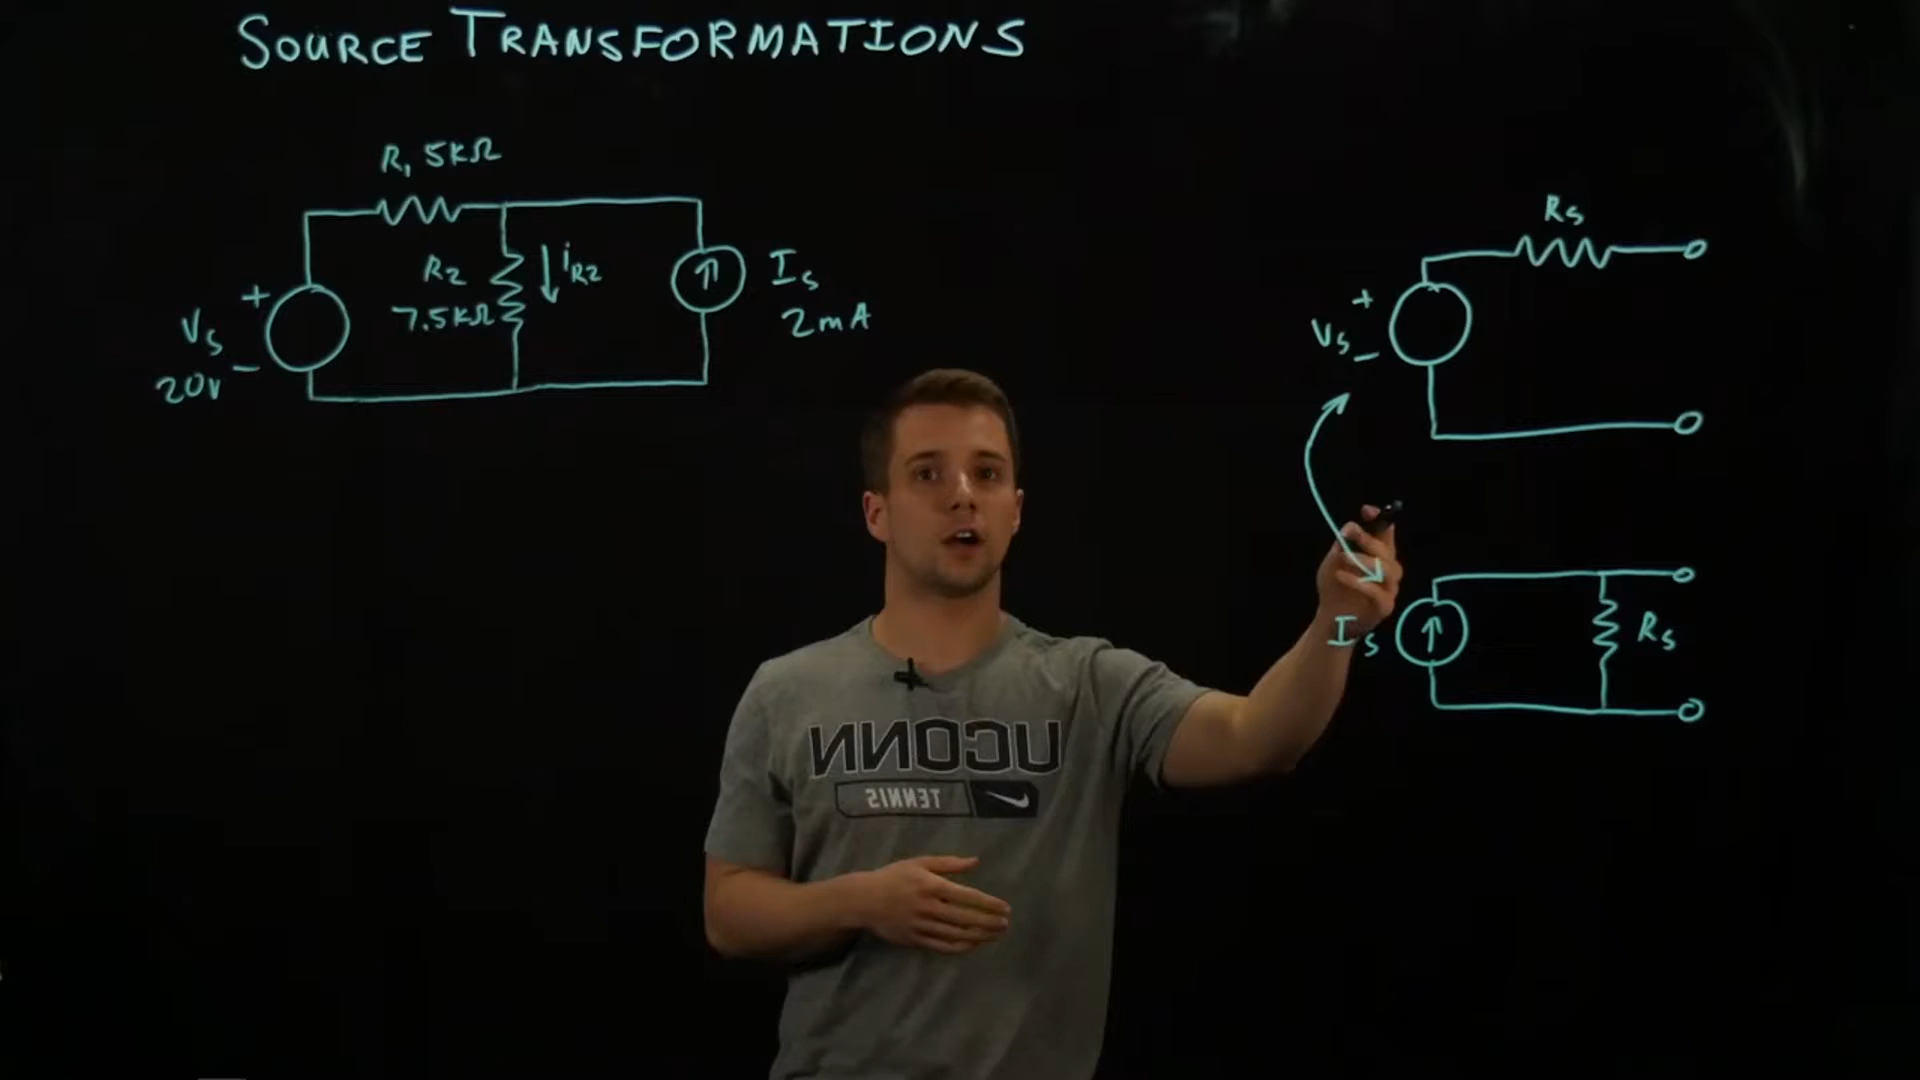 SOURCE TRANSFORMATIONS
R1 5kΩ
R2
7.5kΩ
iR2
Is
2mA
+
Vs
-
20v
Rs
+
Vs
-
Is
Rs
UCONN
TENNIS